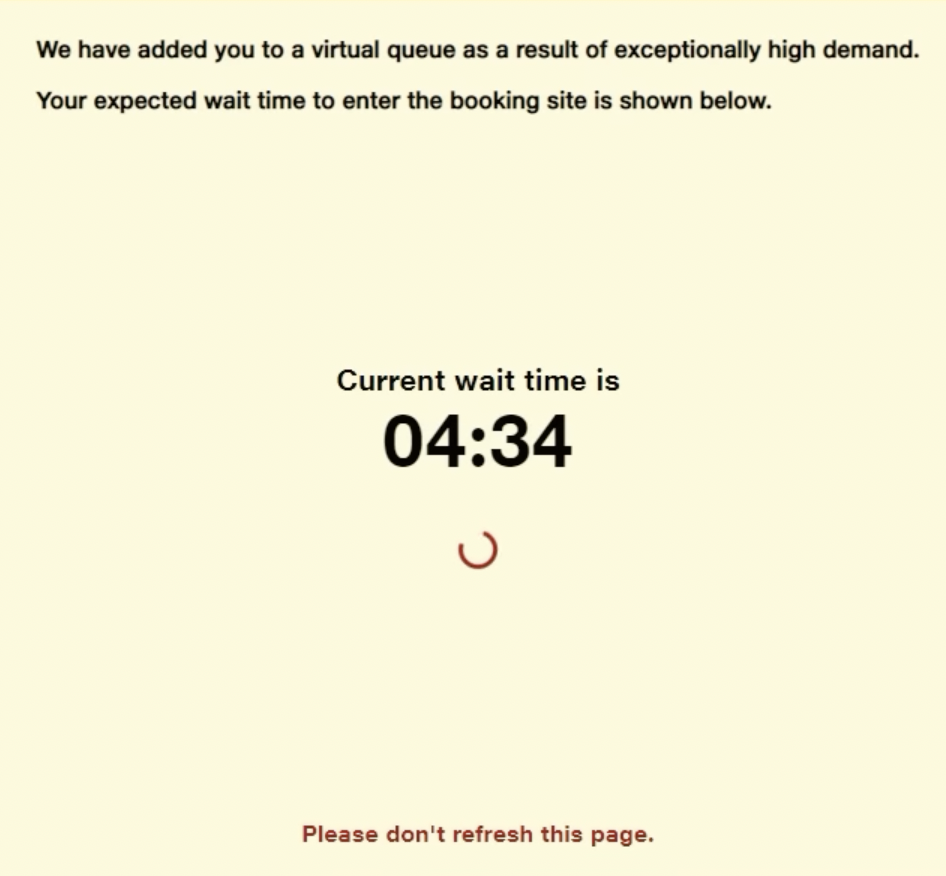 We have added you to a virtual queue as a result of exceptionally high demand.
Your expected wait time to enter the booking site is shown below.
Current wait time is
04:34
Please don't refresh this page.